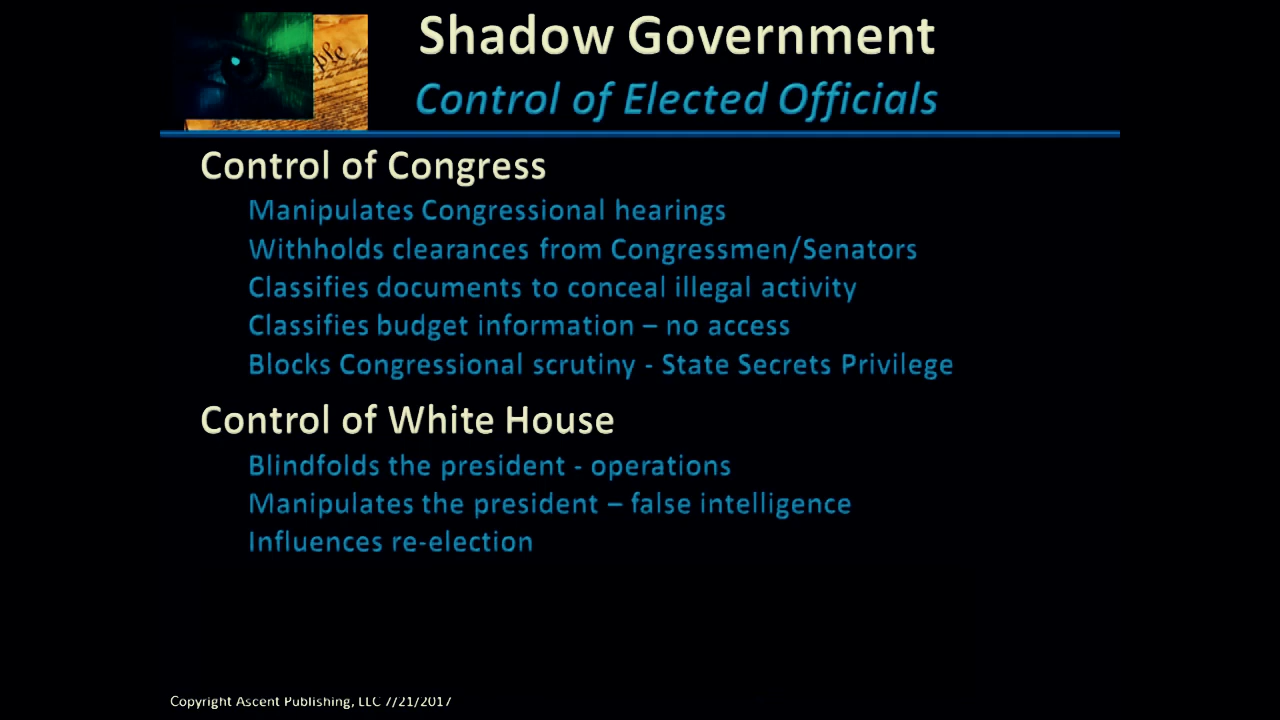 Shadow Government
Control of Elected Officials
ple
Control of Congress
Manipulates Congressional hearings
Withholds clearances from Congressmen/Senators
Classifies documents to conceal illegal activity
Classifies budget information – no access
Blocks Congressional scrutiny - State Secrets Privilege
Control of White House
Blindfolds the president - operations
Manipulates the president – false intelligence
Influences re-election
Copyright Ascent Publishing, LLC 7/21/2017